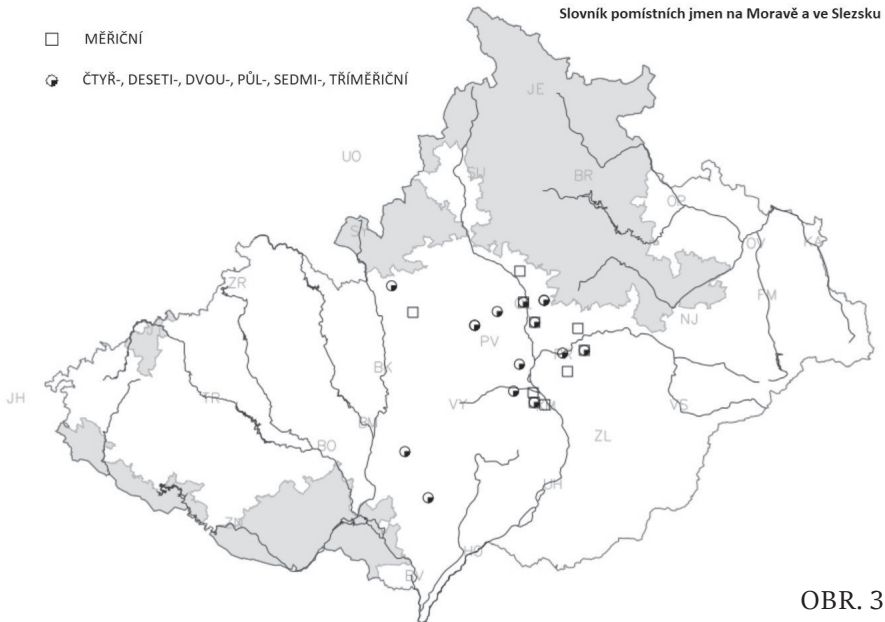 Slovník pomístních jmen na Moravě a ve Slezsku
MĚŘIČNÍ
ČTYŘ-, DESETI-, DVOU-, PŮL-, SEDMI-, TŘÍMĚŘIČNÍ
JE
UO
SU
BR
OP
OV
KA
ZR
FM
NJ
PV
BK
JH
TR
VY
VS
ZL
BO
UH
HO
BV
OBR. 3